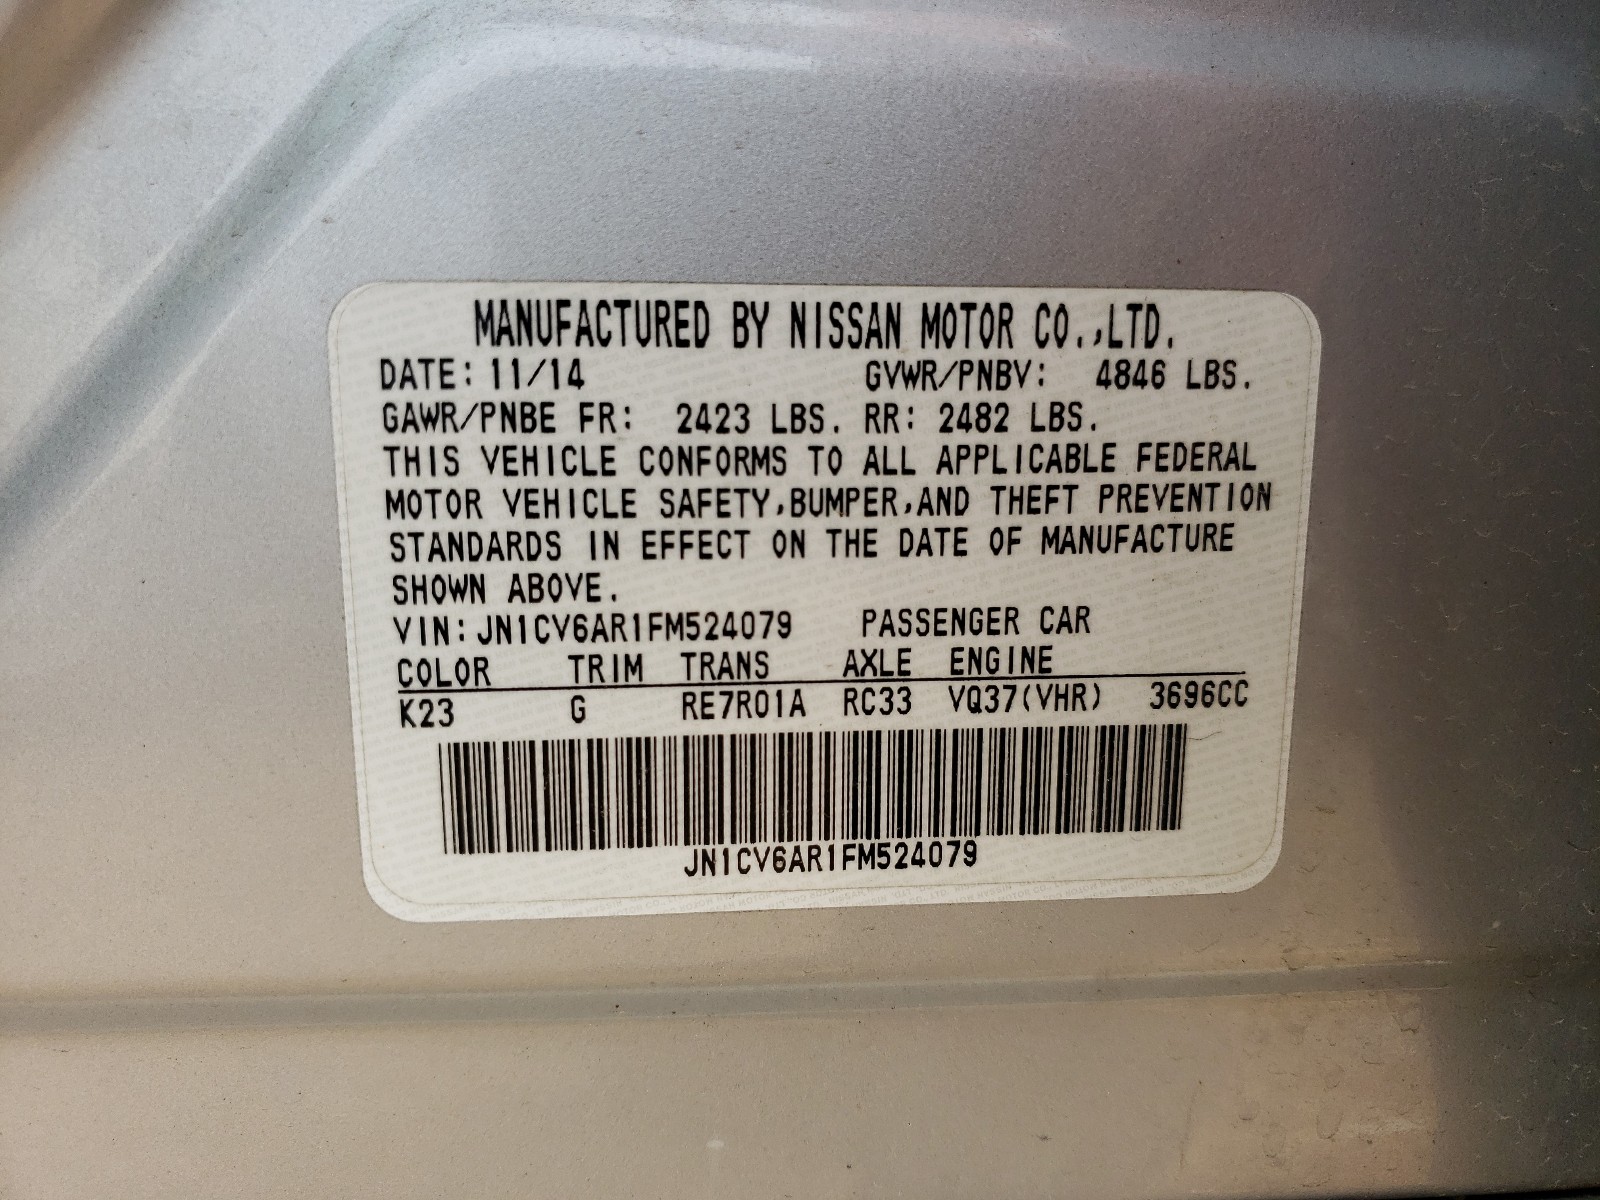 MANUFACTURED BY NISSAN MOTOR CO.,LTD.
DATE: 11/14 GVWR/PNBV: 4846 LBS.
GAWR/PNBE FR: 2423 LBS. RR: 2482 LBS.
THIS VEHICLE CONFORMS TO ALL APPLICABLE FEDERAL
MOTOR VEHICLE SAFETY,BUMPER,AND THEFT PREVENTION
STANDARDS IN EFFECT ON THE DATE OF MANUFACTURE
SHOWN ABOVE.
VIN: JN1CV6AR1FM524079 PASSENGER CAR
COLOR TRIM TRANS AXLE ENGINE
K23 G RE7R01A RC33 VQ37(VHR) 3696CC
JN1CV6AR1FM524079